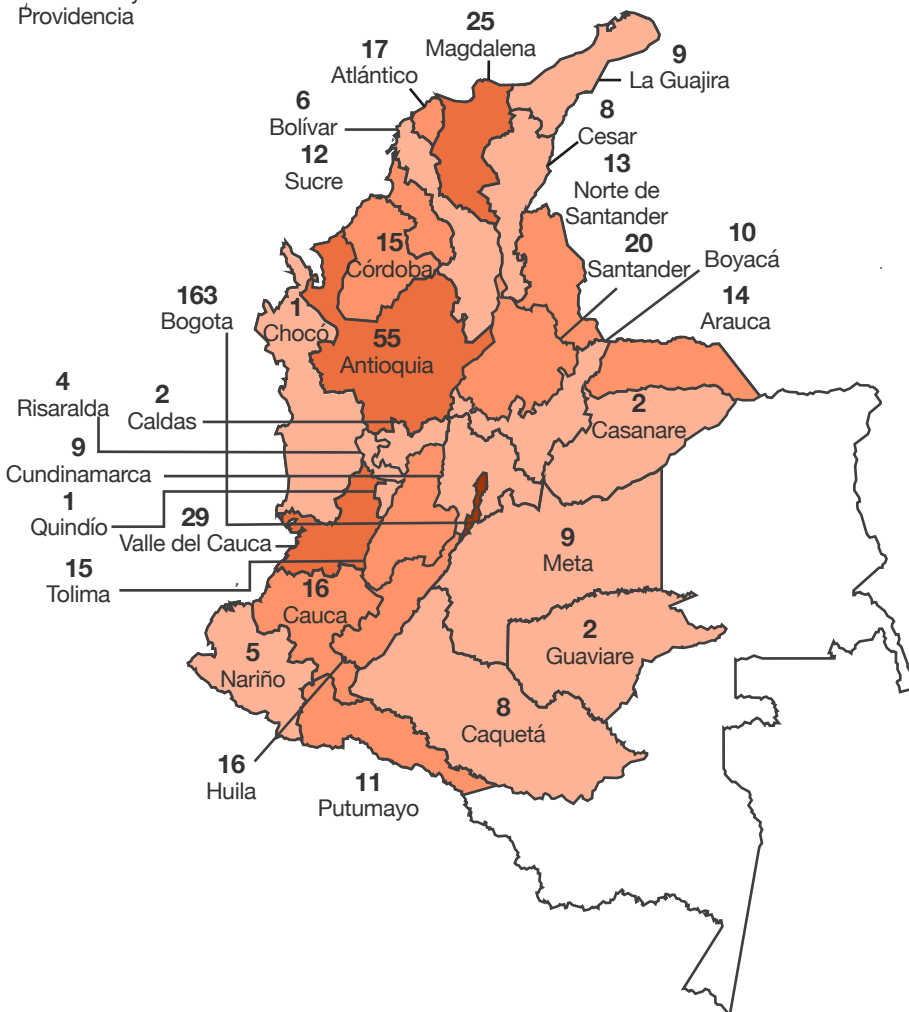 Providencia
25
Magdalena
17
Atlántico
9
La Guajira
6
Bolívar
8
Cesar
12
Sucre
13
Norte de
Santander
20
Santander
10
Boyacá
15
Córdoba
163
Bogota
14
Arauca
1
Chocó
55
Antioquia
4
Risaralda
2
Caldas
2
Casanare
9
Cundinamarca
1
Quindío
29
Valle del Cauca
9
Meta
15
Tolima
16
Cauca
2
Guaviare
5
Nariño
8
Caquetá
16
Huila
11
Putumayo